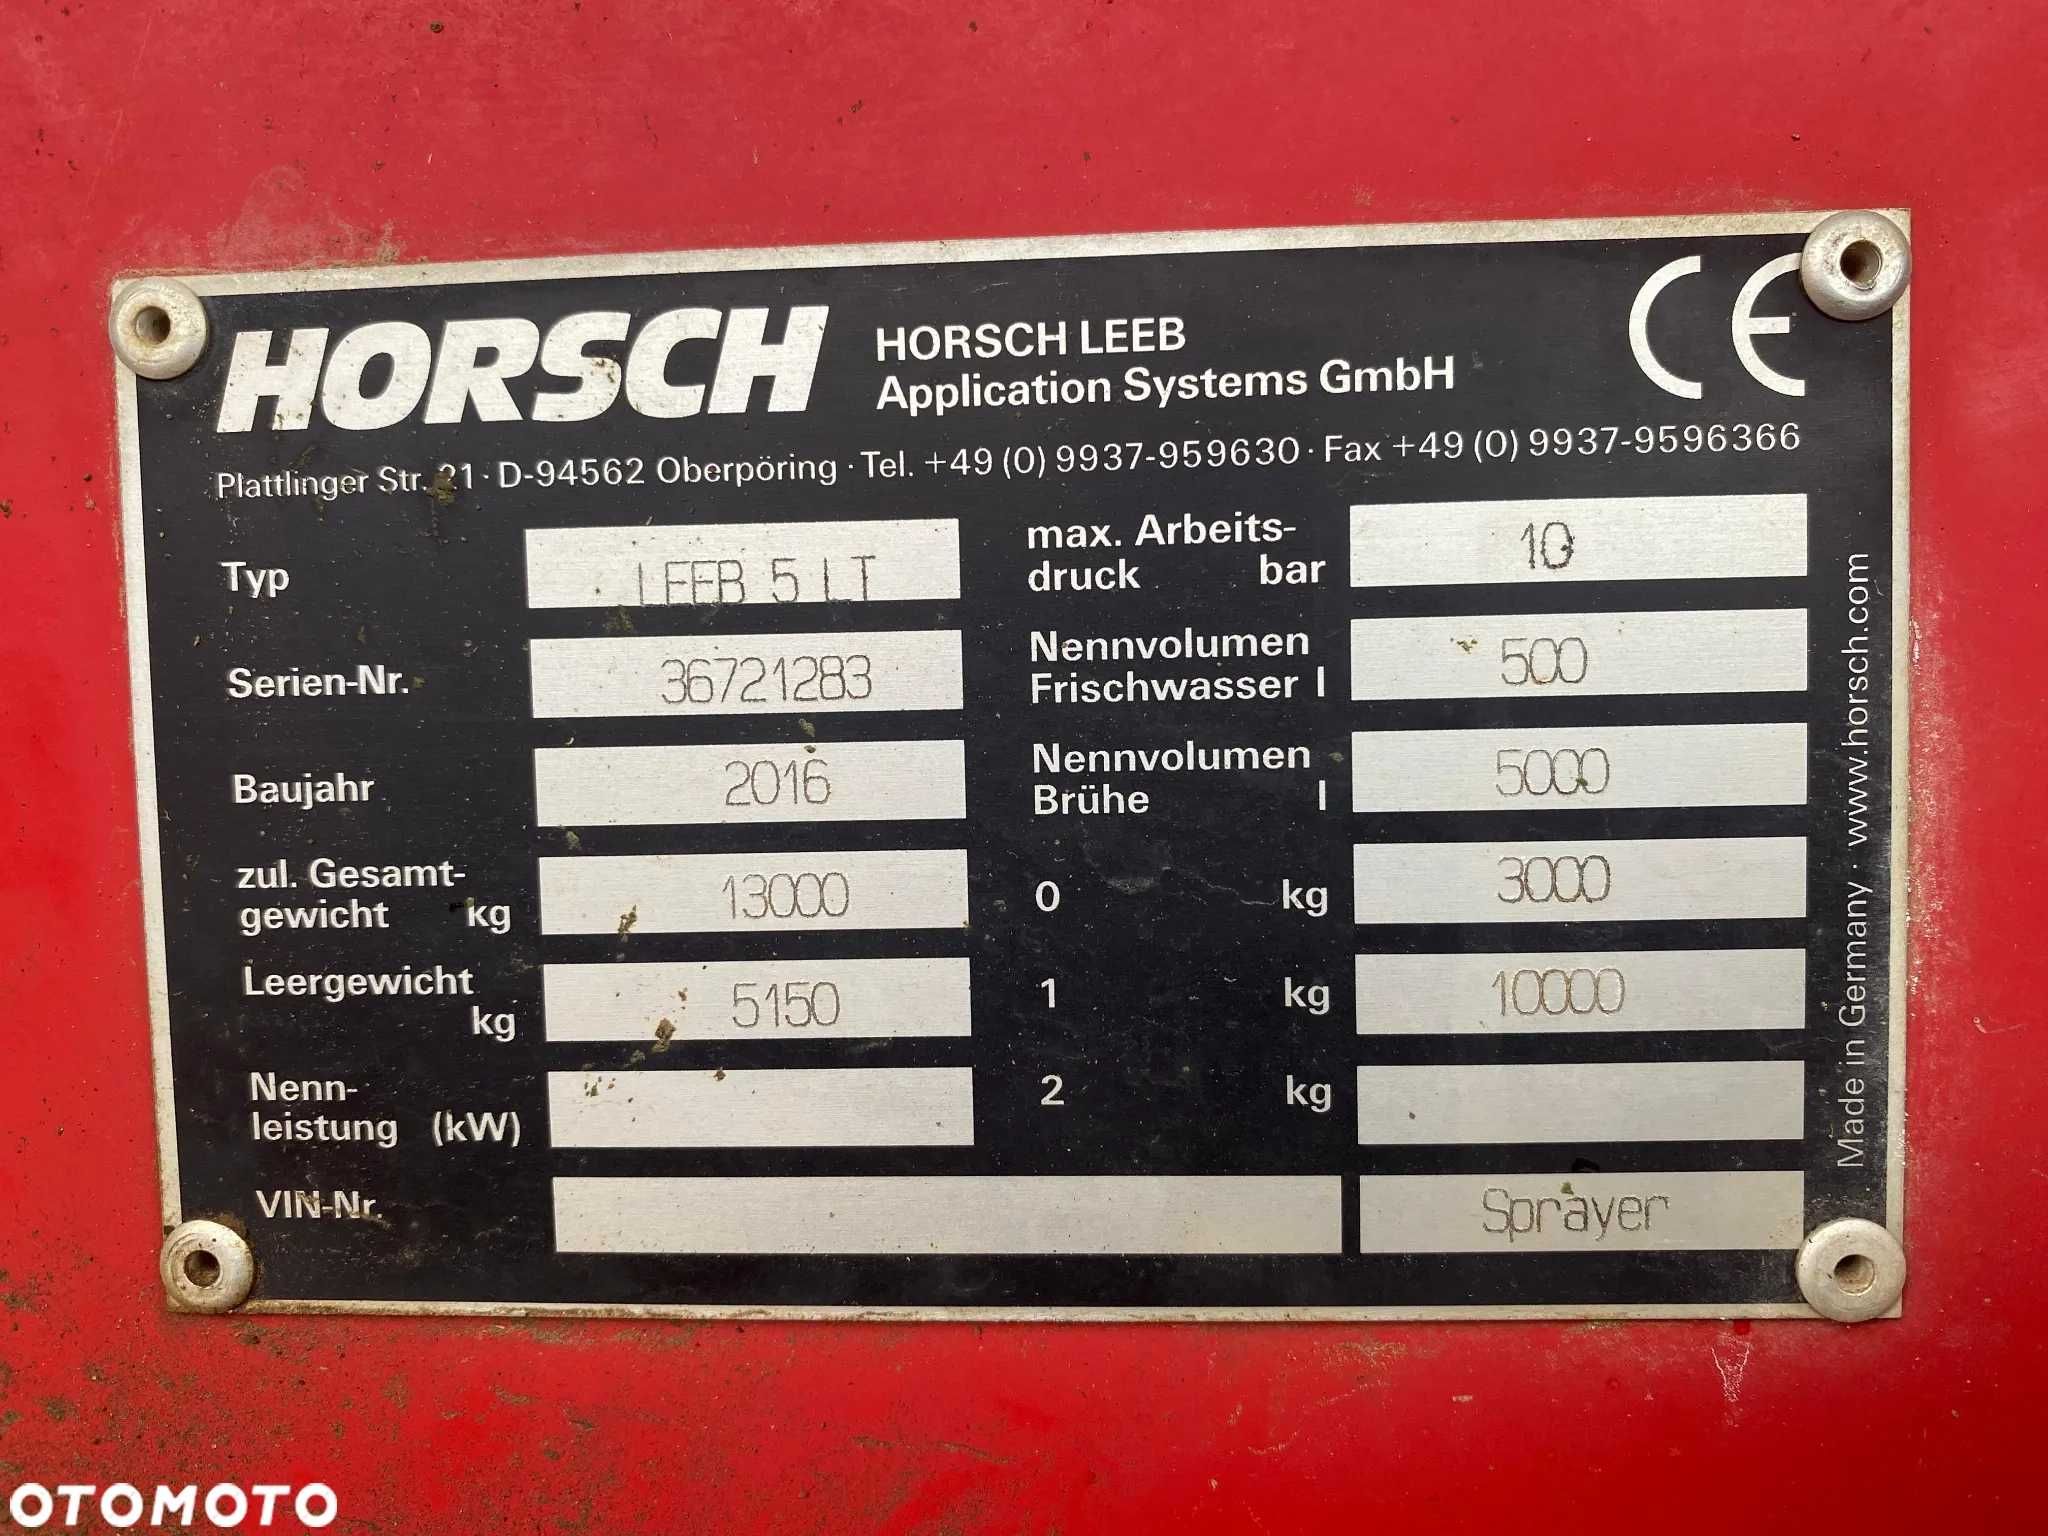 HORSCH
HORSCH LEEB
Application Systems GmbH
CE
Plattlinger Str. 21 · D-94562 Oberpöring · Tel. +49 (0) 9937-959630 · Fax +49 (0) 9937-9596366
Typ LEEB 5 LT
Serien-Nr. 36721283
Baujahr 2016
zul. Gesamt-
gewicht kg 13000
Leergewicht
kg 5150
Nenn-
leistung (kW)
VIN-Nr.
max. Arbeits-
druck bar 10
Nennvolumen
Frischwasser l 500
Nennvolumen
Brühe l 5000
0 kg 3000
1 kg 10000
2 kg
Sprayer
Made in Germany · www.horsch.com
OTOMOTO